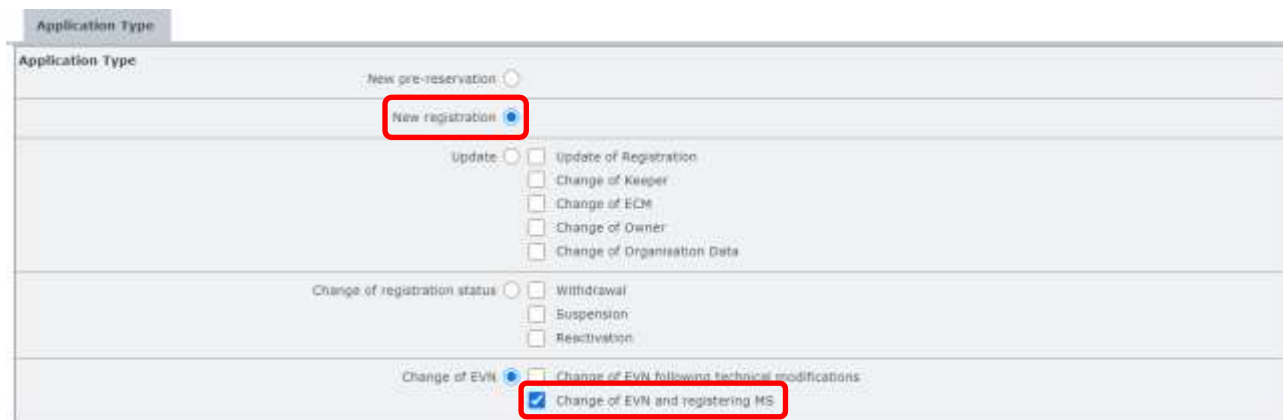 Application Type
Application Type
New pre-reservation
New registration
Update Update of Registration
Change of Keeper
Change of ECM
Change of Owner
Change of Organisation Data
Change of registration status Withdrawal
Suspension
Reactivation
Change of EVN Change of EVN following technical modifications
Change of EVN and registering MS